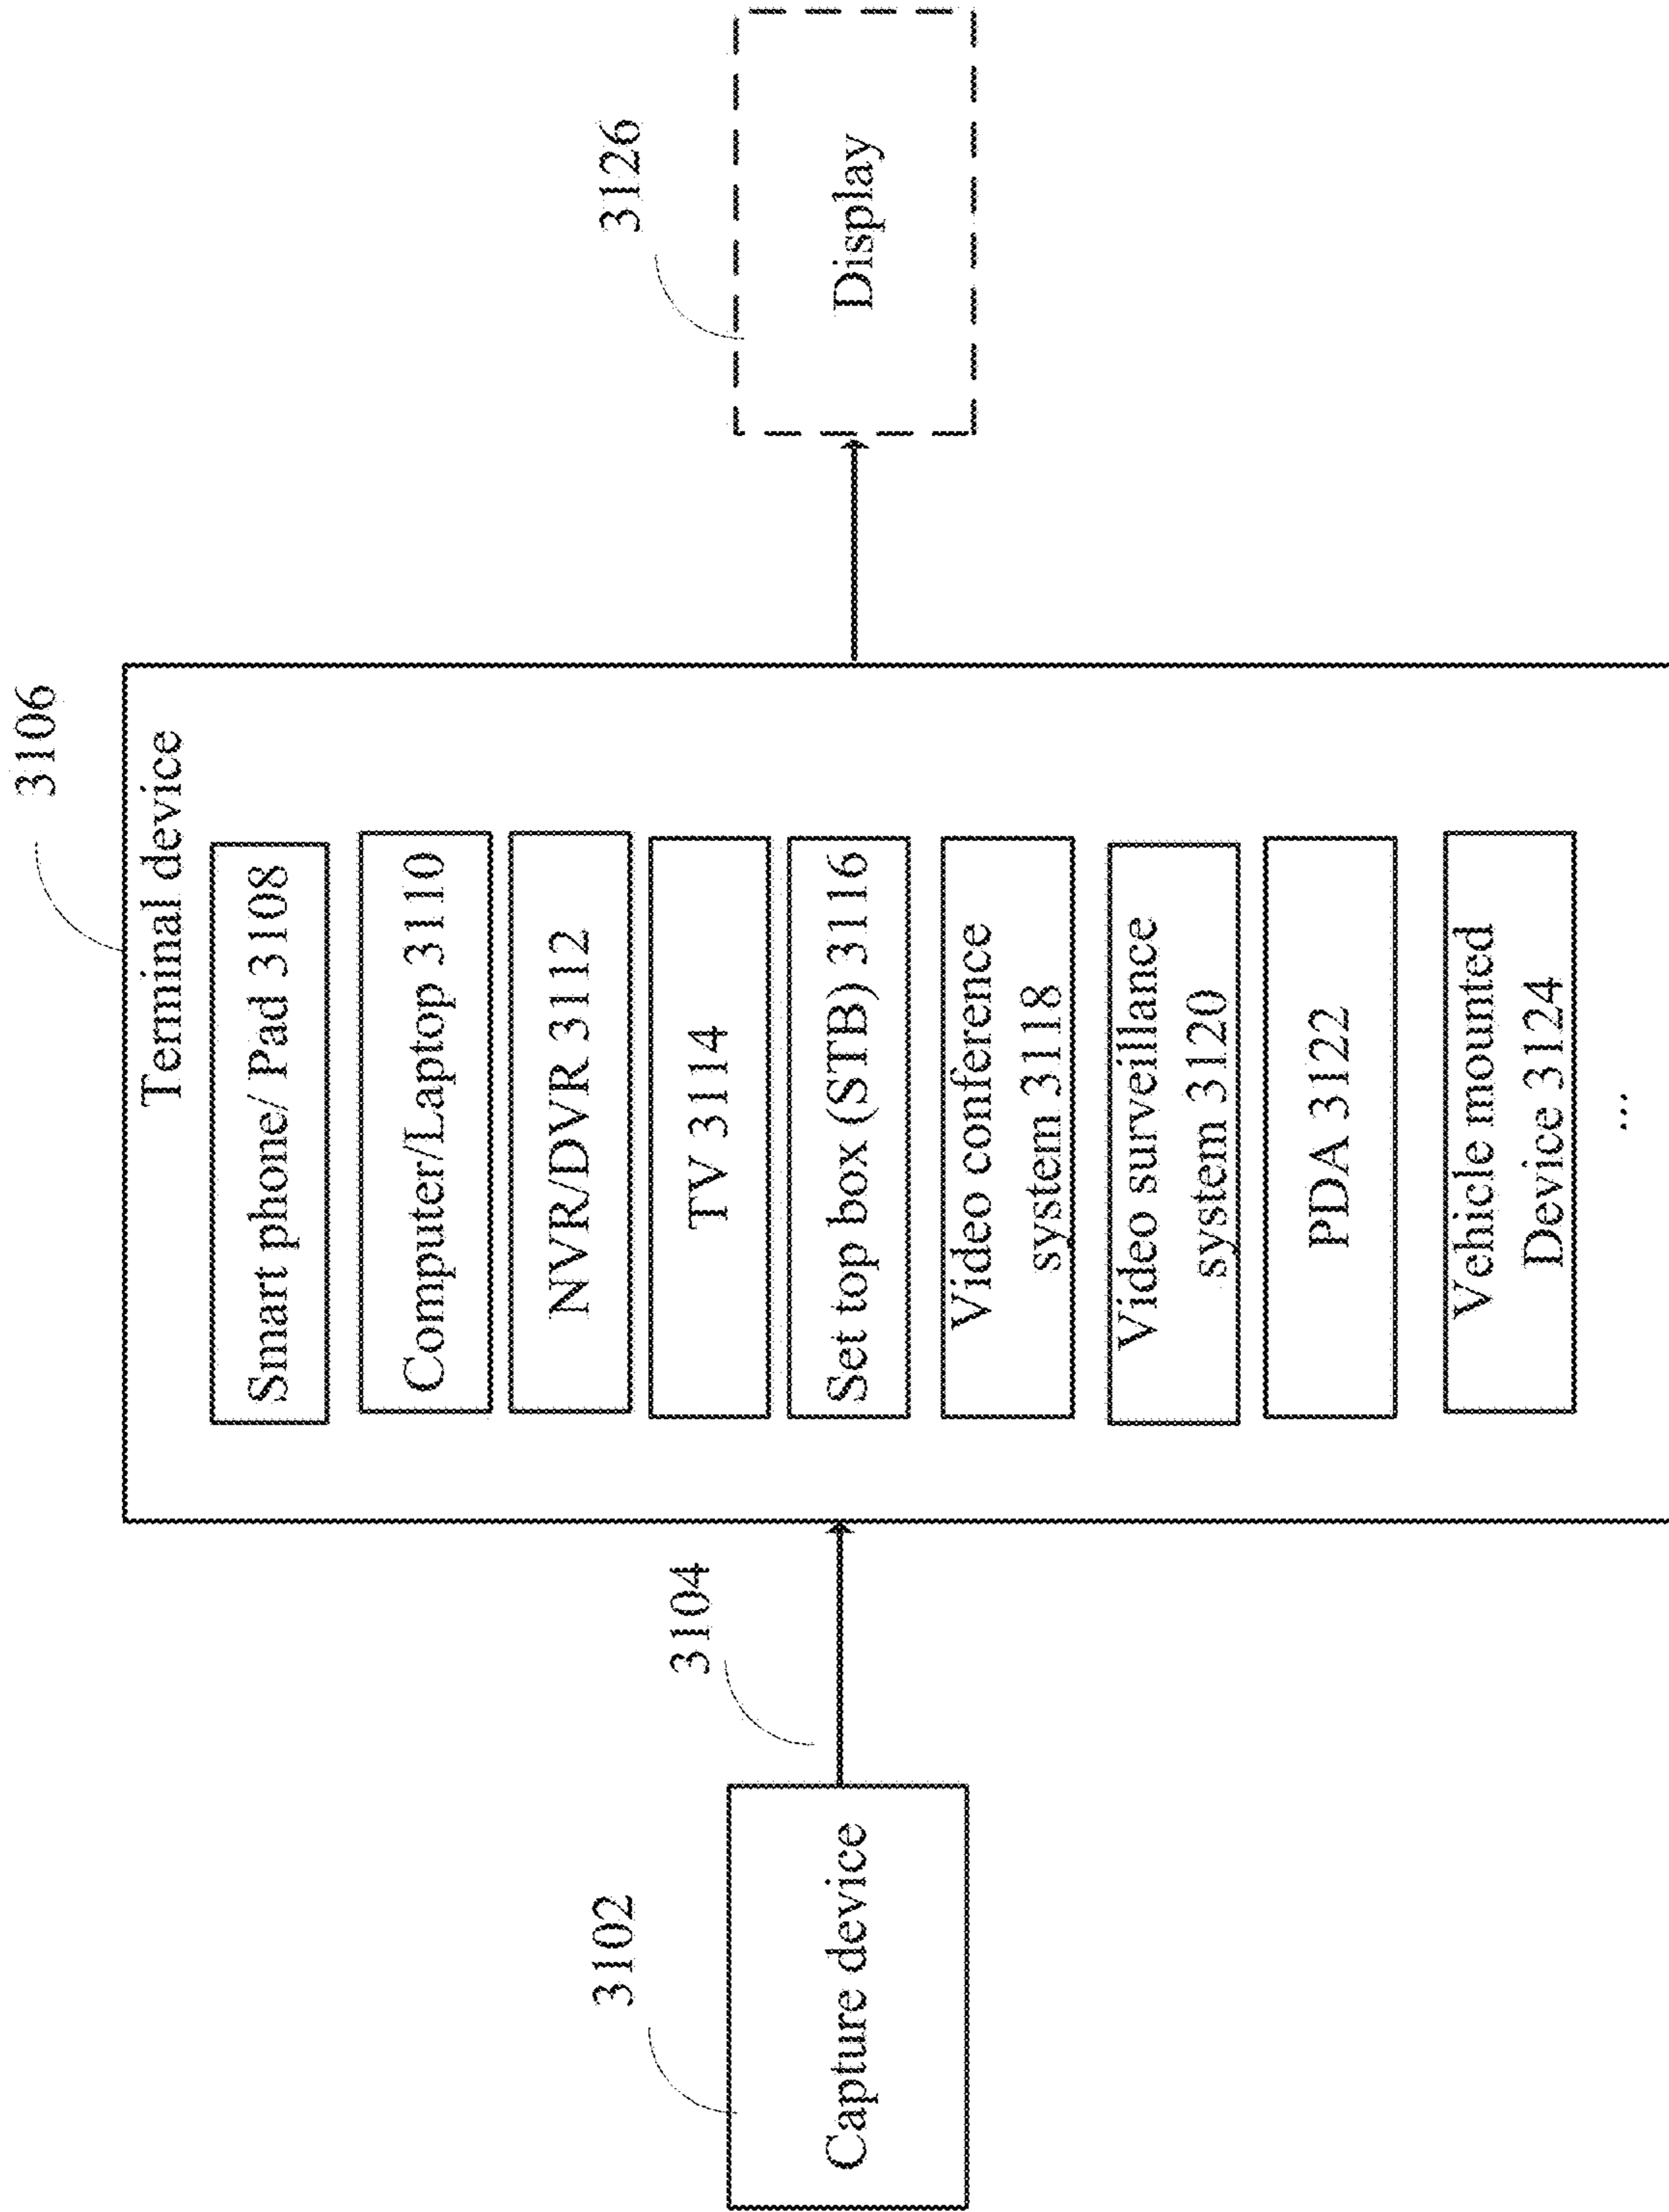 3106
Terminal device
Smart phone/ Pad 3108
Computer/Laptop 3110
NVR/DVR 3112
TV 3114
Set top box (STB) 3116
Video conference
system 3118
Video surveillance
system 3120
PDA 3122
Vehicle mounted
Device 3124
...
3102
Capture device
3104
3126
Display